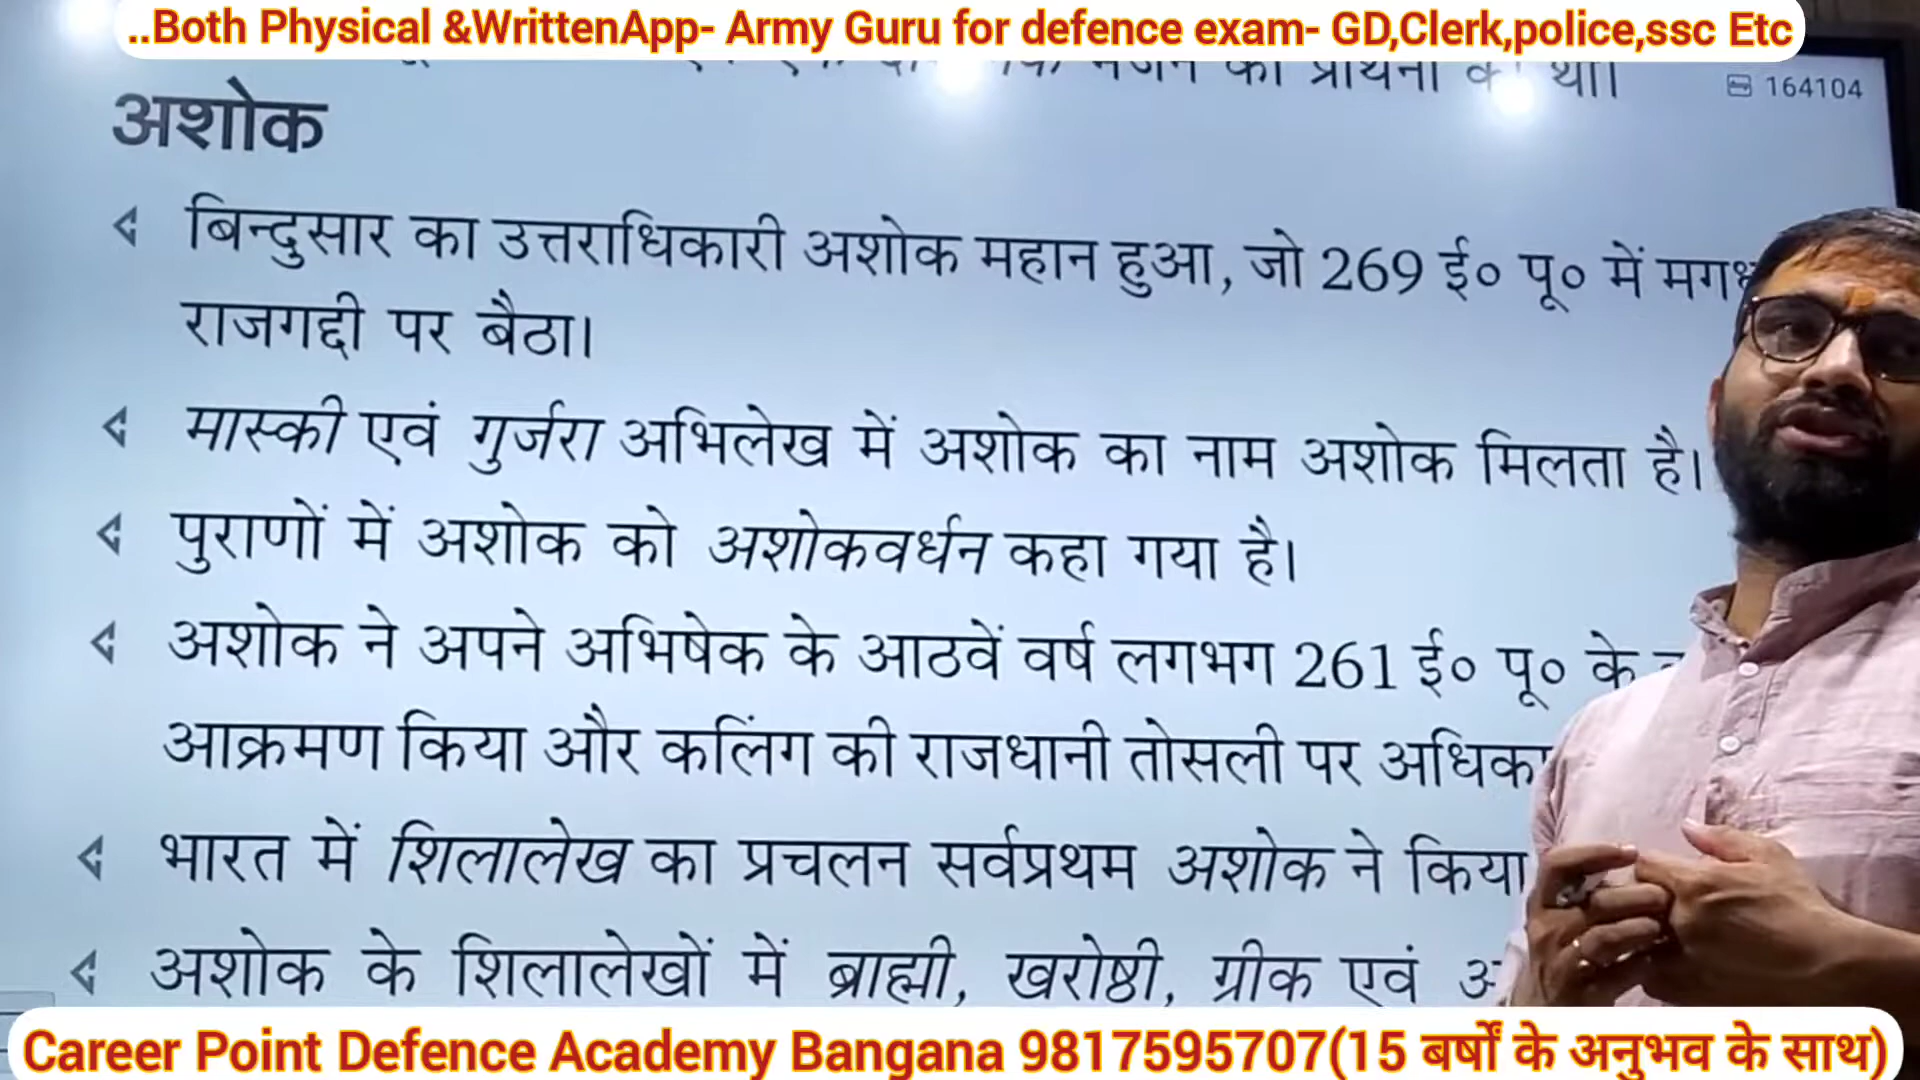 ..Both Physical &WrittenApp- Army Guru for defence exam- GD,Clerk,police,ssc Etc
164104
अशोक
बिन्दुसार का उत्तराधिकारी अशोक महान हुआ, जो 269 ई० पू० में
राजगद्दी पर बैठा।
मास्की एवं गुर्जरा अभिलेख में अशोक का नाम अशोक मिलता है।
पुराणों में अशोक को अशोकवर्धन कहा गया है।
अशोक ने अपने अभिषेक के आठवें वर्ष लगभग 261 ई० पू० के
आक्रमण किया और कलिंग की राजधानी तोसली पर
भारत में शिलालेख का प्रचलन सर्वप्रथम अशोक ने किया
अशोक के शिलालेखों में ब्राह्मी, खरोष्ठी, ग्रीक एवं
Career Point Defence Academy Bangana 9817595707(15 बर्षों के अनुभव के साथ)